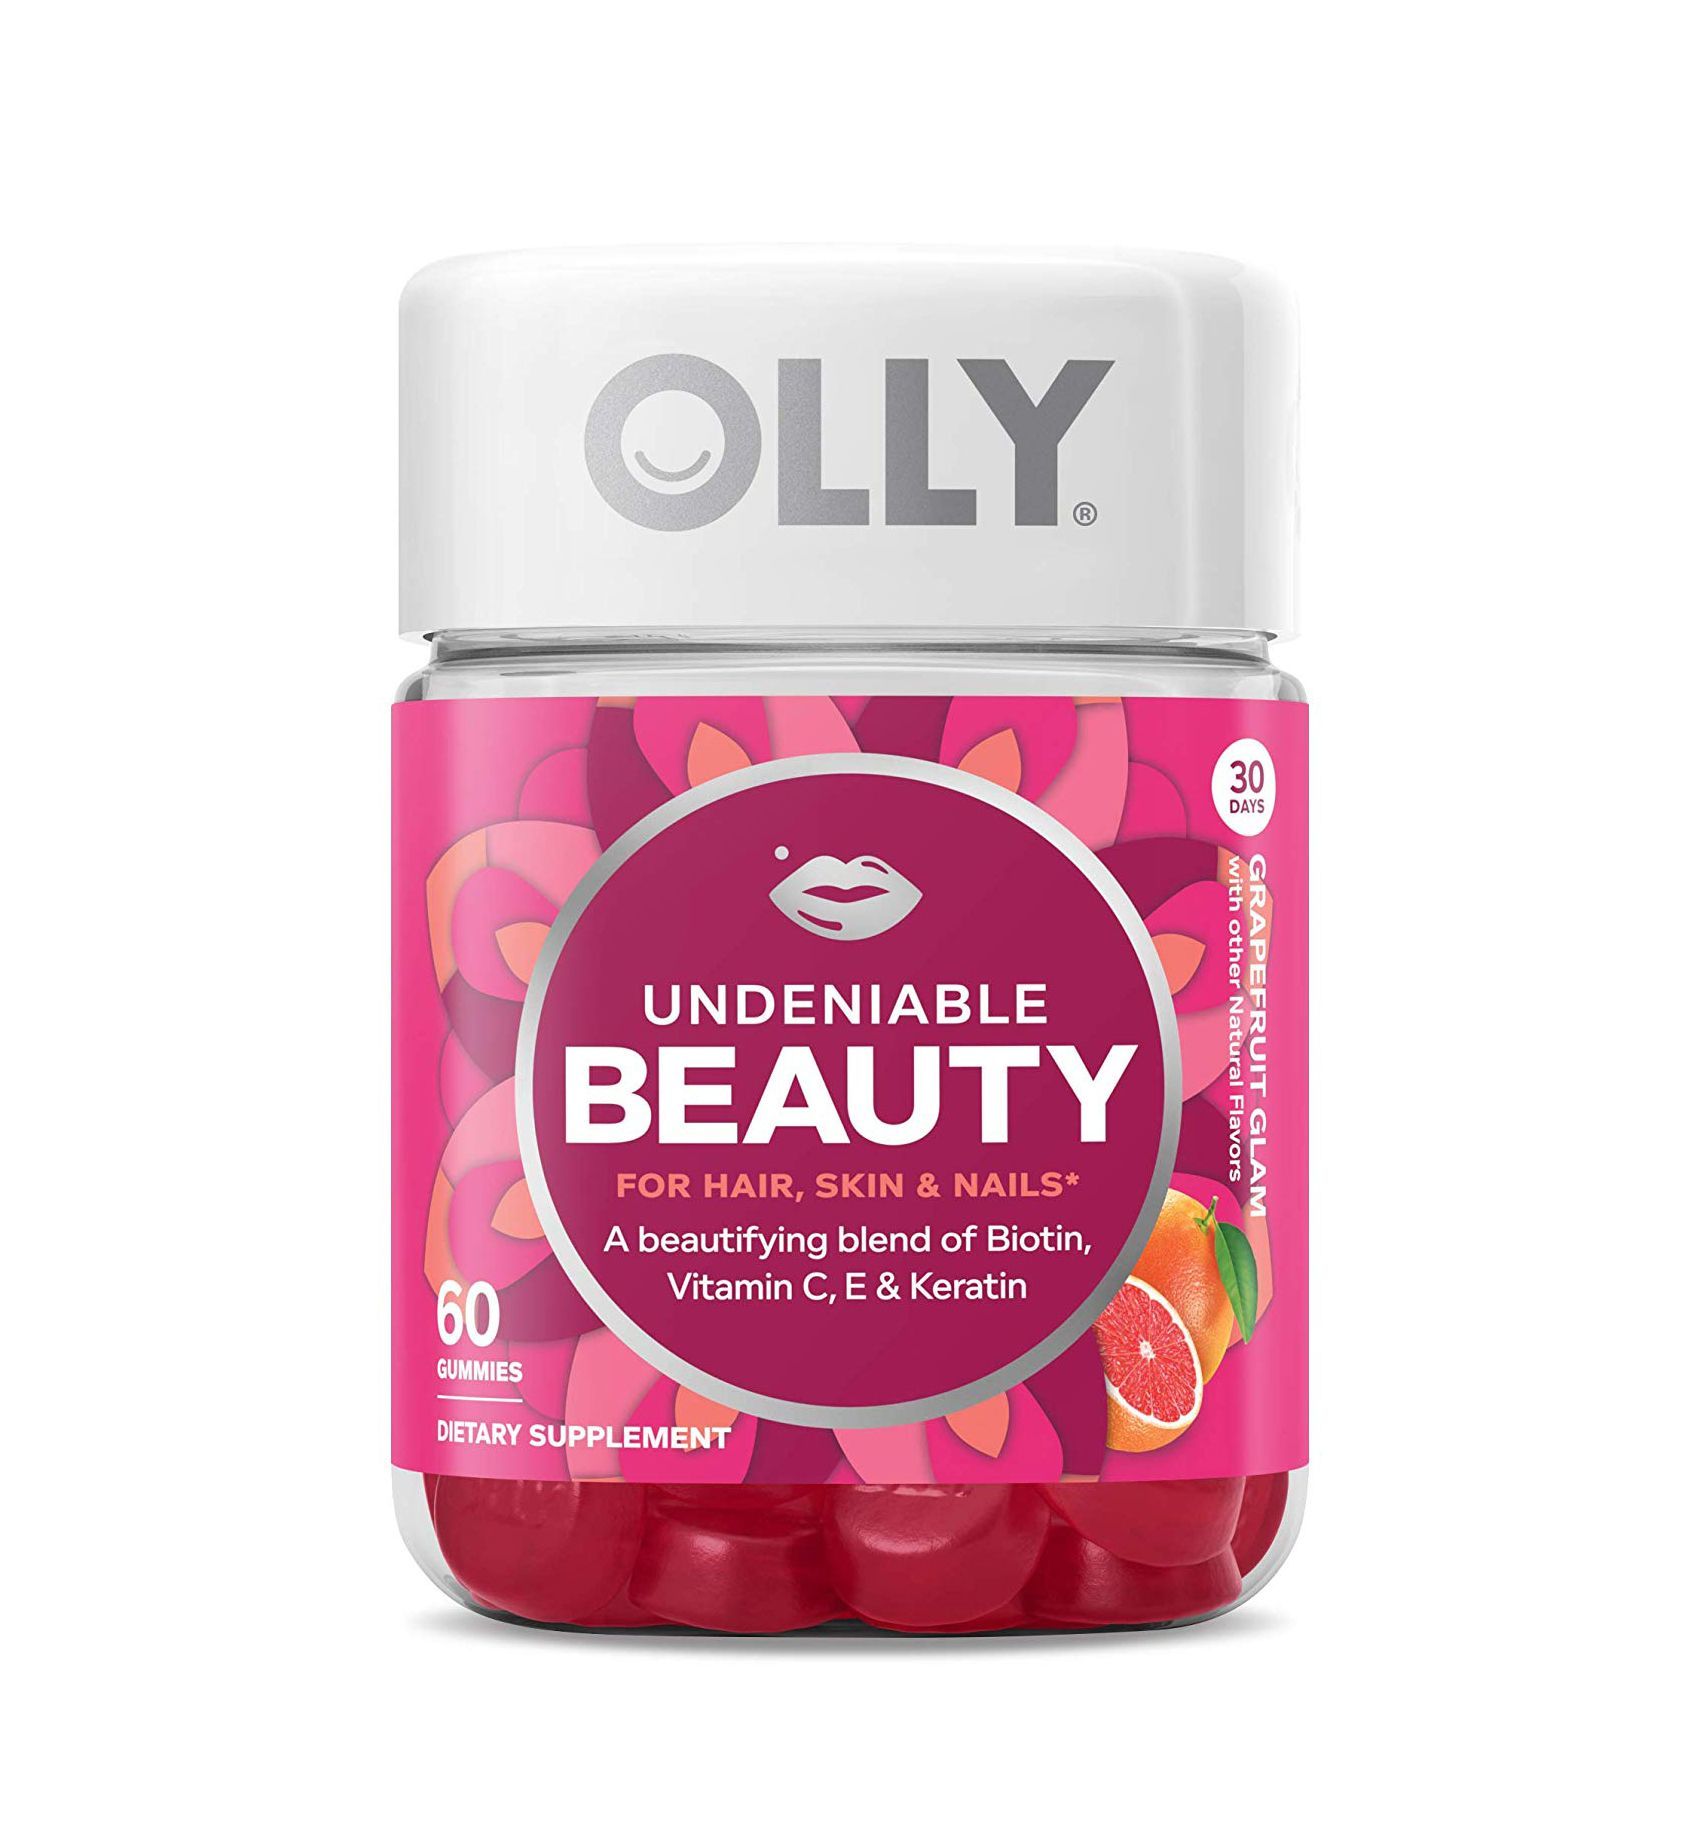 OLLY®
30
DAYS
GRAPEFRUIT GLAM
with other Natural Flavors
UNDENIABLE
BEAUTY
FOR HAIR, SKIN & NAILS*
A beautifying blend of Biotin,
Vitamin C, E & Keratin
60
GUMMIES
DIETARY SUPPLEMENT